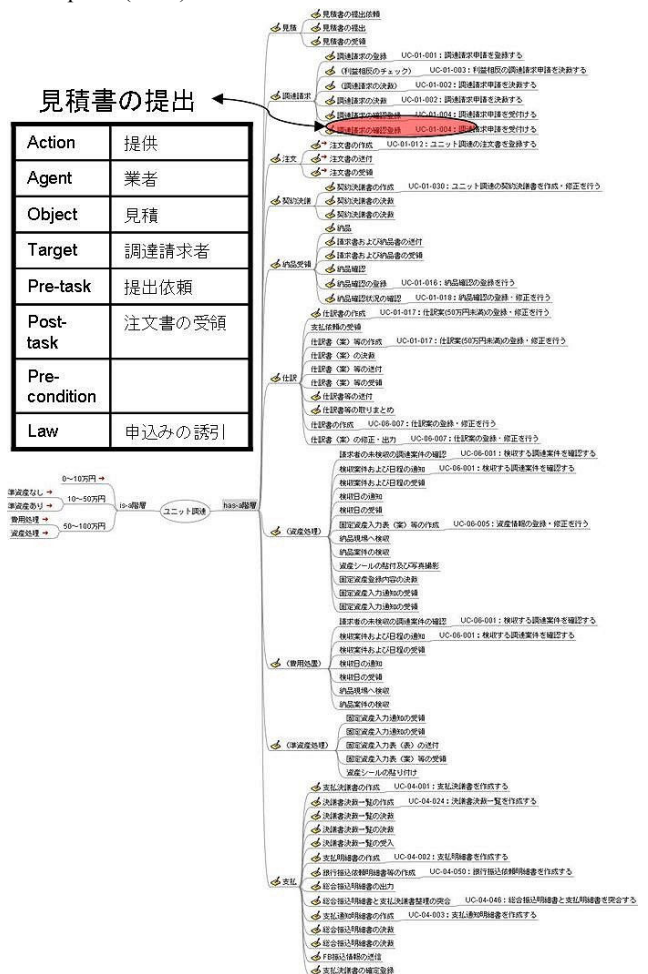 見積書の提出
Action 提供
Agent 業者
Object 見積
Target 調達請求者
Pre-task 提出依頼
Post-task 注文書の受領
Pre-condition
Law 申込みの誘引
0～10万円
準資産なし
準資産あり
10～50万円
費用処理
資産処理
50～100万円
is-a階層
ユニット調達
has-a階層
見積
見積書の提出依頼
見積書の提出
見積書の受領
調達請求
調達請求の登録 UC-01-001：調達請求申請を登録する
（利益相反のチェック） UC-01-003：利益相反の調達請求申請を決裁する
（調達請求の決裁） UC-01-002：調達請求申請を決裁する
調達請求の決裁 UC-01-002：調達請求申請を決裁する
調達請求の確認登録 UC-01-004：調達請求申請を受付ける
調達請求の確認登録 UC-01-004：調達請求申請を受付ける
注文
注文書の作成 UC-01-012：ユニット調達の注文書を登録する
注文書の送付
注文書の受領
契約決議
契約決議書の作成 UC-01-030：ユニット調達の契約決議書を作成・修正を行う
契約決議書の決裁
契約決議書の決裁
納品受領
納品
請求書および納品書の送付
請求書および納品書の受領
納品確認
納品確認の登録 UC-01-016：納品確認の登録を行う
納品確認状況の確認 UC-01-018：納品確認の登録・修正を行う
仕訳
仕訳書の作成 UC-01-017：仕訳案(50万円未満)の登録・修正を行う
支払依頼の受領
仕訳書（案）等の作成 UC-01-017：仕訳案(50万円未満)の登録・修正を行う
仕訳書（案）の決裁
仕訳書（案）等の送付
仕訳書（案）等の受領
仕訳書等の送付
仕訳書等の取りまとめ
仕訳書の作成 UC-06-007：仕訳案の登録・修正を行う
仕訳書（案）の修正・出力 UC-06-007：仕訳案の登録・修正を行う
（資産処理）
請求者の未検収の調達案件の確認 UC-06-001：検収する調達案件を確認する
検収案件および日程の通知 UC-06-001：検収する調達案件を確認する
検収案件および日程の受領
検収日の通知
検収日の受領
固定資産入力表（案）等の作成 UC-06-005：資産情報の登録・修正を行う
納品現場へ検収
納品案件の検収
資産シールの貼付及び写真撮影
固定資産登録内容の決裁
固定資産入力通知の受領
固定資産入力通知の受領
（費用処置）
請求者の未検収の調達案件の確認 UC-06-001：検収する調達案件を確認する
検収案件および日程の通知 UC-06-001：検収する調達案件を確認する
検収案件および日程の受領
検収日の通知
検収日の受領
納品現場へ検収
納品案件の検収
（準資産処理）
固定資産入力通知の受領
固定資産入力通知の受領
固定資産入力表（表）の送付
固定資産入力表（案）等の受領
資産シールの貼り付け
支払
支払決議書の作成 UC-04-001：支払決議書を作成する
決議書決裁一覧の作成 UC-04-024：決議書決裁一覧を作成する
決議書決裁一覧の決裁
決議書決裁一覧の決裁
決議書決裁一覧の受入
支払明細書の作成 UC-04-002：支払明細書を作成する
銀行振込依頼明細書等の作成 UC-04-050：銀行振込依頼明細書を作成する
総合振込明細書の出力
総合振込明細書と支払決議書整理の突合 UC-04-046：総合振込明細書と支払明細書を突合する
支払通知明細書の作成 UC-04-003：支払通知明細書を作成する
総合振込明細書の決裁
総合振込明細書の決裁
FB振込情報の送信
支払決議書の確定登録